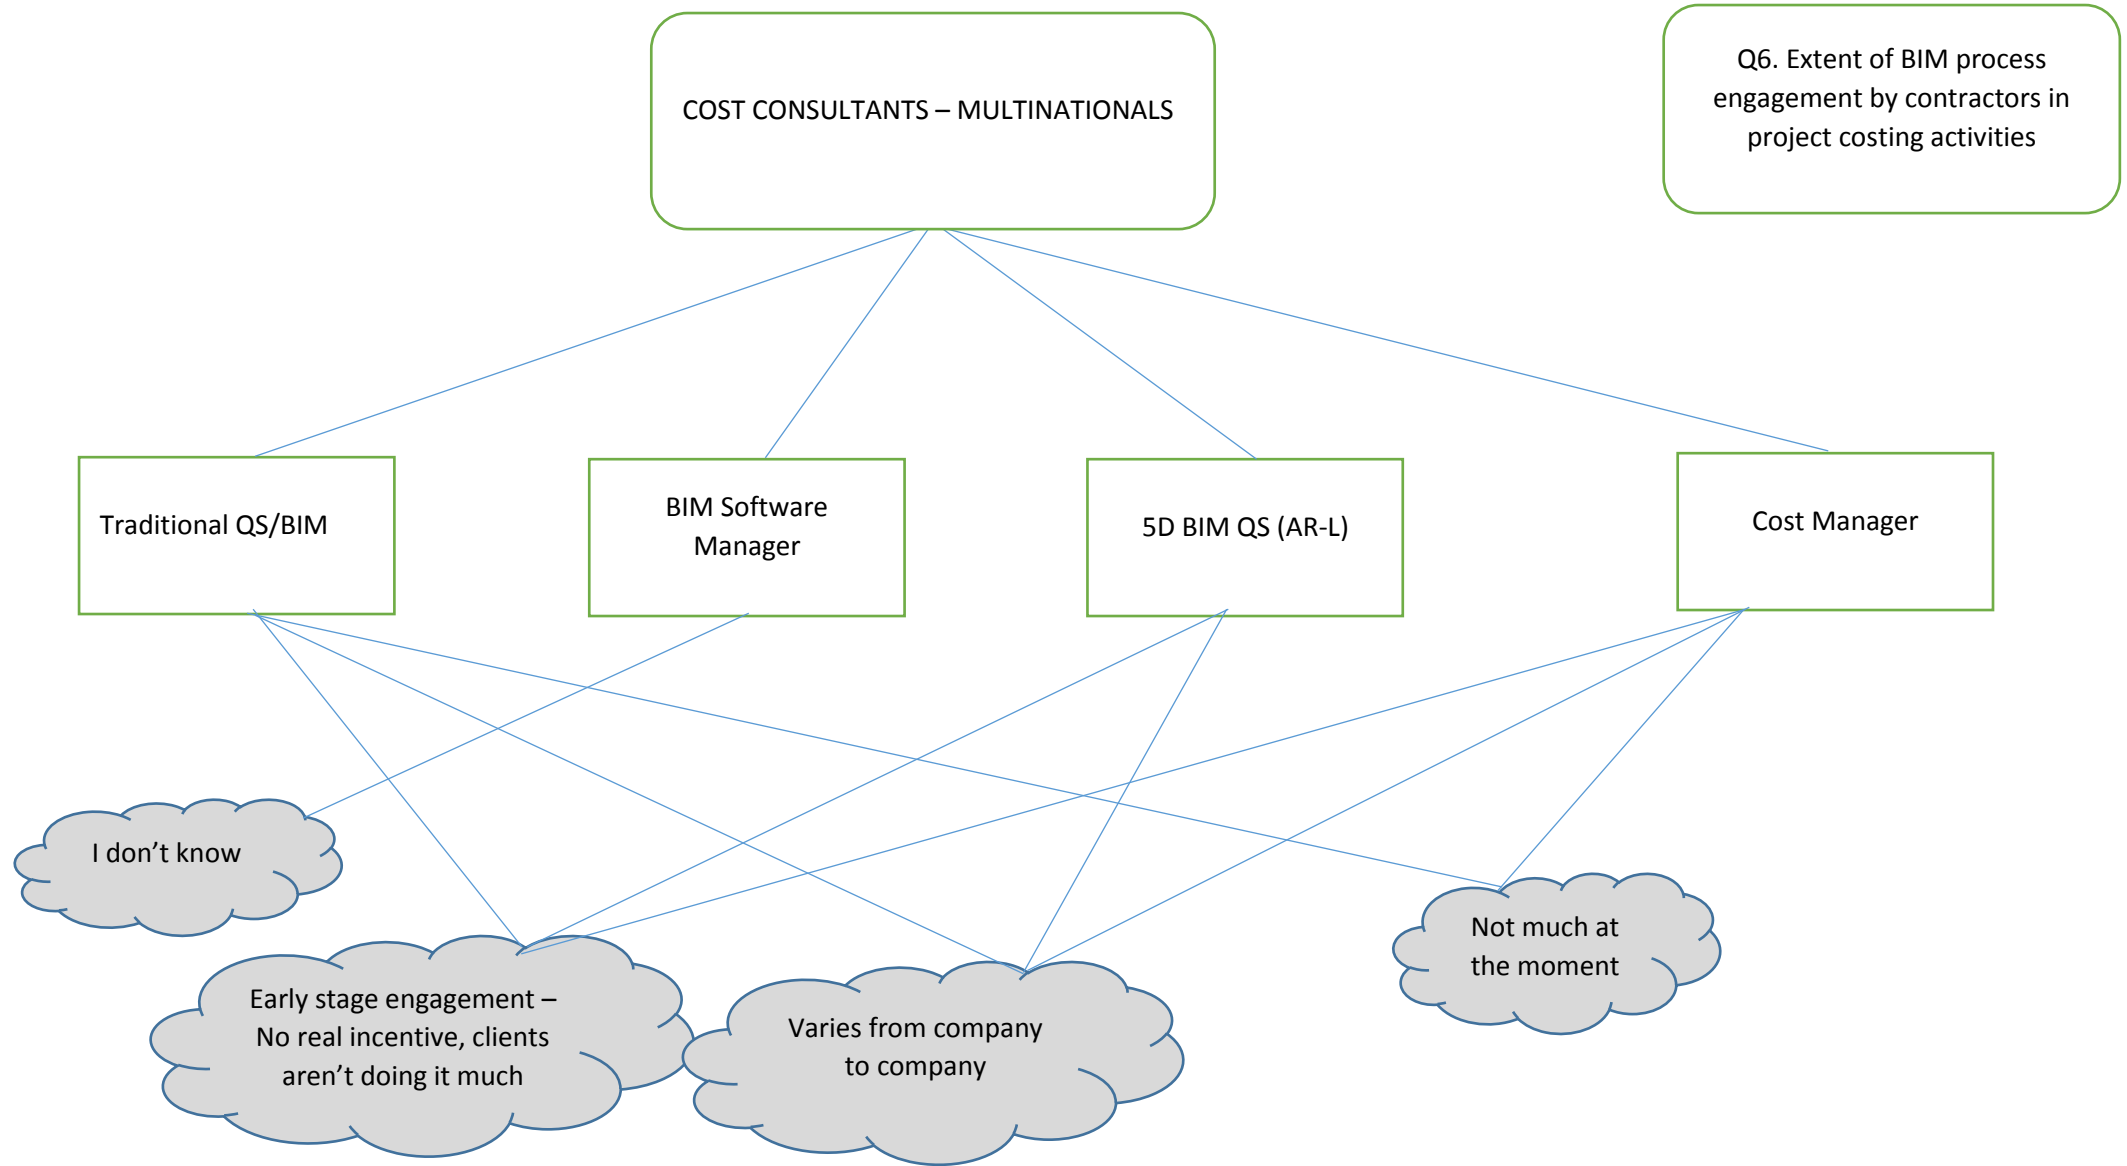 COST CONSULTANTS – MULTINATIONALS
Q6. Extent of BIM process
engagement by contractors in
project costing activities
Traditional QS/BIM
BIM Software
Manager
5D BIM QS (AR-L)
Cost Manager
I don’t know
Early stage engagement –
No real incentive, clients
aren’t doing it much
Varies from company
to company
Not much at
the moment